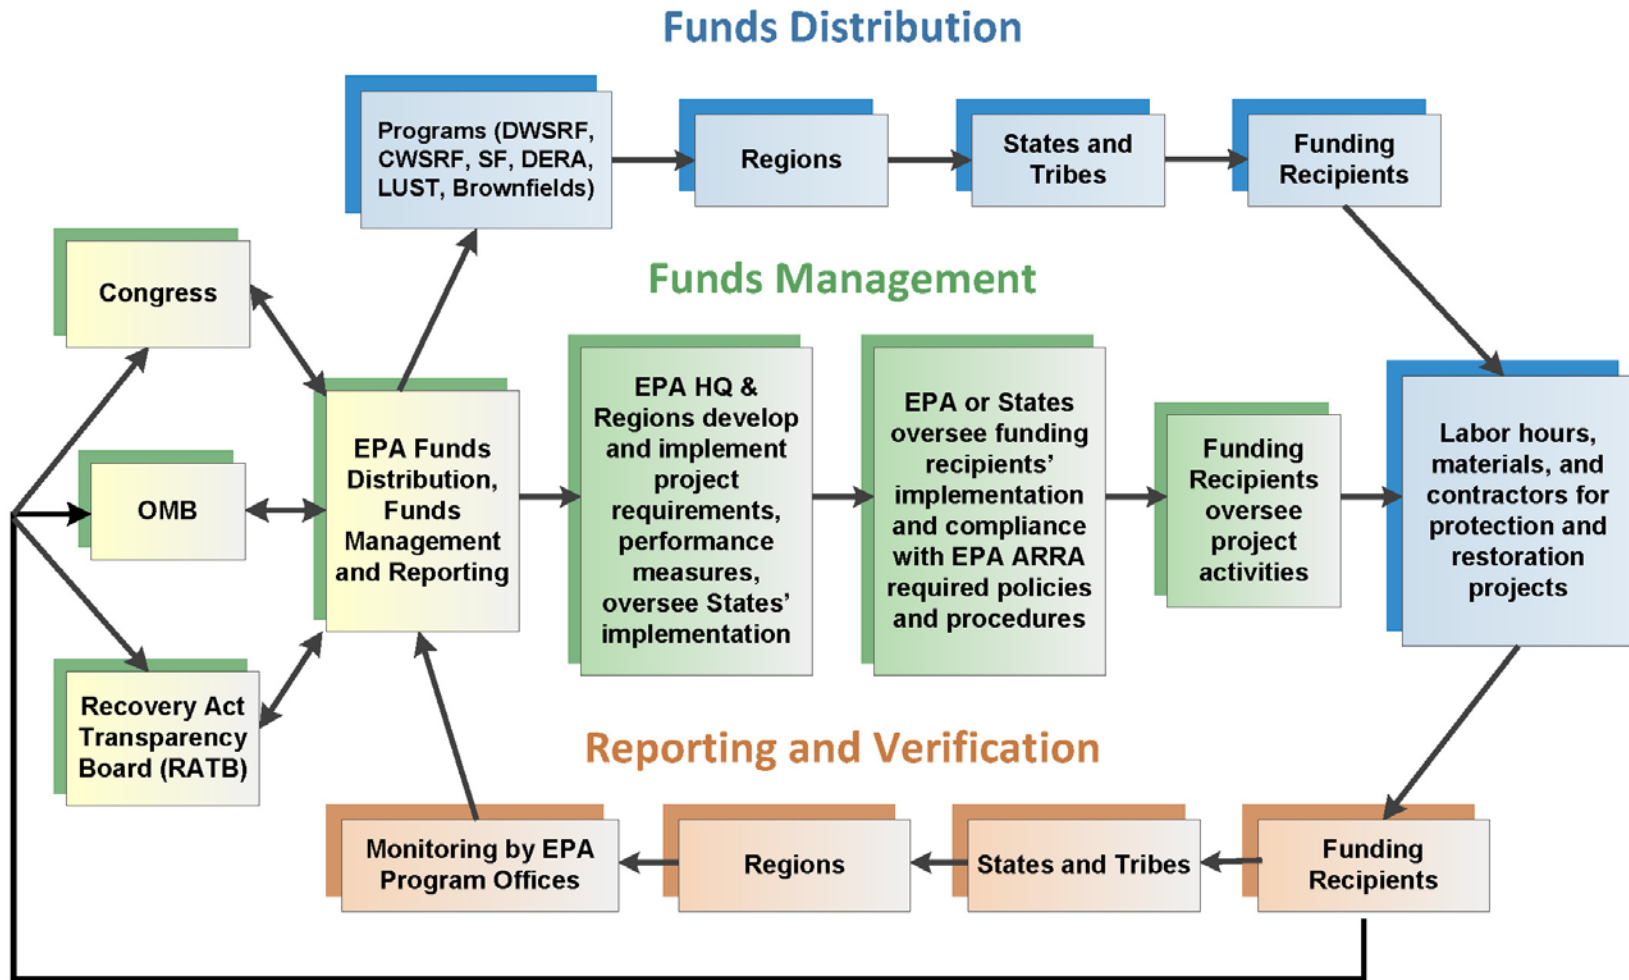 Funds Distribution
Programs (DWSRF,
CWSRF, SF, DERA,
LUST, Brownfields)
Regions
States and
Tribes
Funding
Recipients
Funds Management
Congress
OMB
Recovery Act
Transparency
Board (RATB)
EPA Funds
Distribution,
Funds
Management
and Reporting
EPA HQ &
Regions develop
and implement
project
requirements,
performance
measures,
oversee States’
implementation
EPA or States
oversee funding
recipients’
implementation
and compliance
with EPA ARRA
required policies
and procedures
Funding
Recipients
oversee
project
activities
Labor hours,
materials, and
contractors for
protection and
restoration
projects
Reporting and Verification
Monitoring by EPA
Program Offices
Regions
States and Tribes
Funding
Recipients